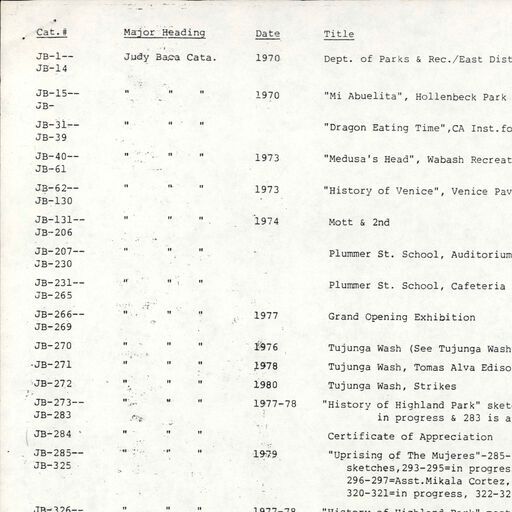 Cat.# Major Heading Date Title
JB-1-- Judy Baca Cata. 1970 Dept. of Parks & Rec./East Dist
JB-14
JB-15-- " " " 1970 "Mi Abuelita", Hollenbeck Park
JB-
JB-31-- " " " "Dragon Eating Time",CA Inst.fo
JB-39
JB-40-- " " " 1973 "Medusa's Head", Wabash Recreat
JB-61
JB-62-- " " " 1973 "History of Venice", Venice Pav
JB-130
JB-131-- " " " 1974 Mott & 2nd
JB-206
JB-207-- " " " Plummer St. School, Auditorium
JB-230
JB-231-- " " " Plummer St. School, Cafeteria
JB-265
JB-266-- " " " 1977 Grand Opening Exhibition
JB-269
JB-270 " " " 1976 Tujunga Wash (See Tujunga Wash
JB-271 " " " 1978 Tujunga Wash, Tomas Alva Ediso
JB-272 " " " 1980 Tujunga Wash, Strikes
JB-273-- " " " 1977-78 "History of Highland Park" sket
JB-283 in progress & 283 is a
JB-284 " " " Certificate of Appreciation
JB-285-- " " " 1979 "Uprising of The Mujeres"-285-
JB-325 sketches,293-295=in progres
296-297=Asst.Mikala Cortez,
320-321=in progress, 322-32
JB-326-- " " " 1977-78 "History of Highland Park"